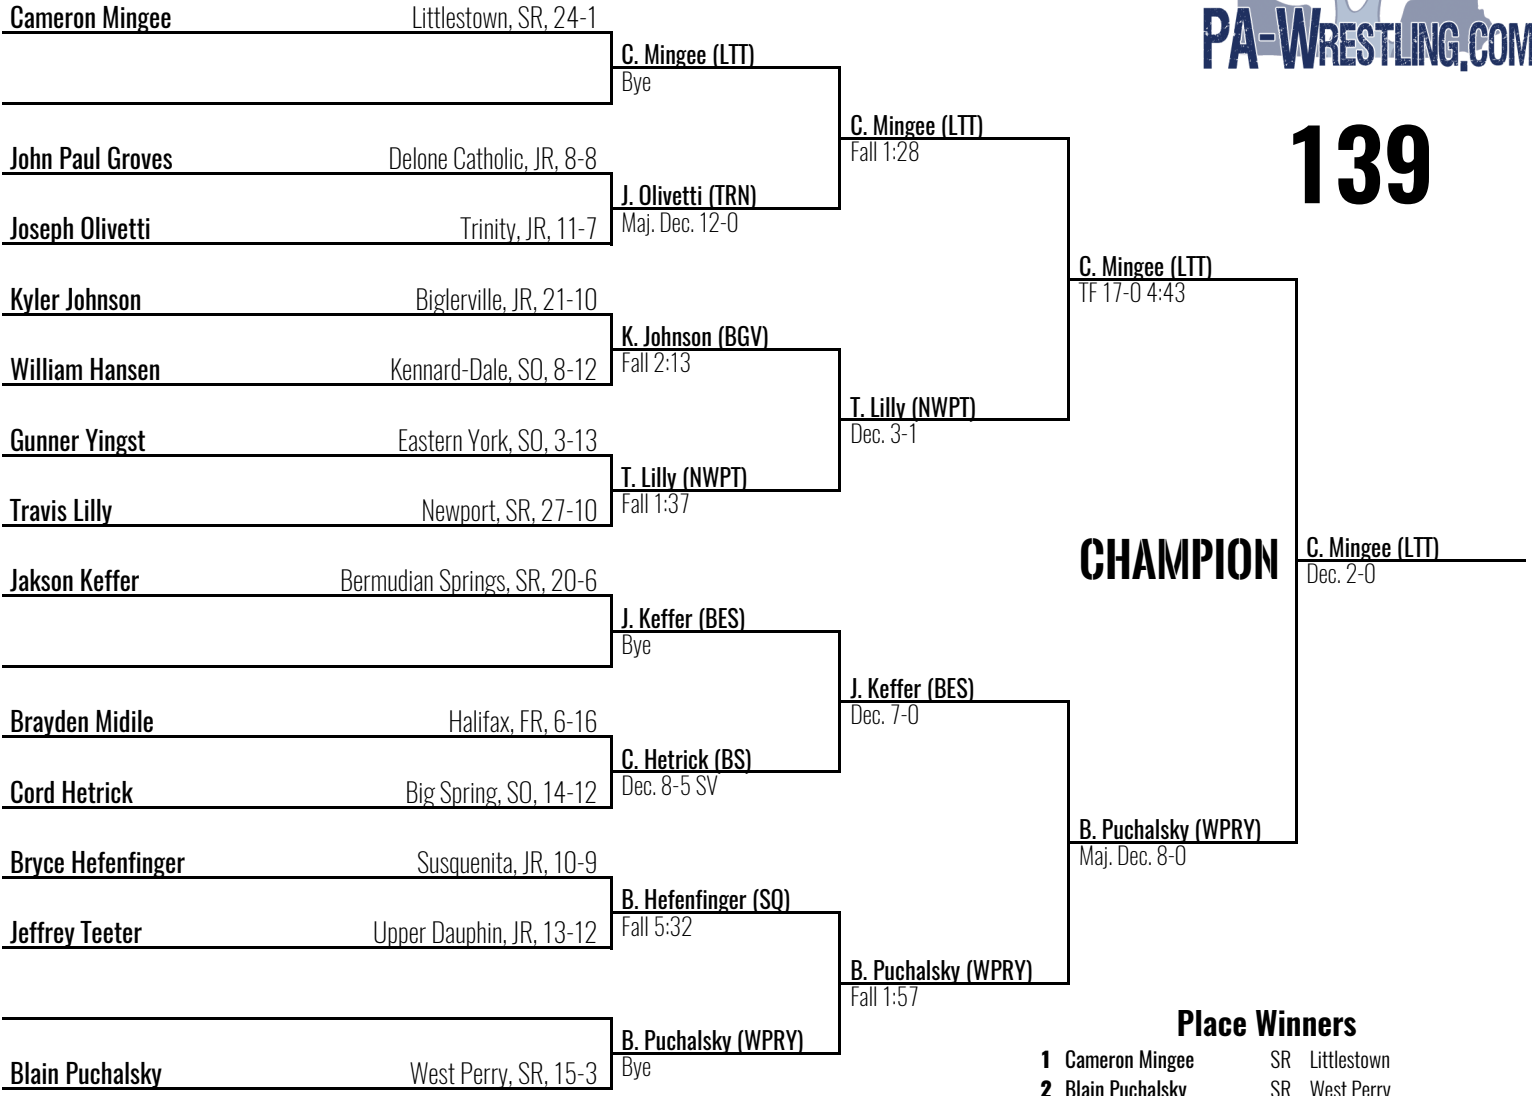 Cameron Mingee Littlestown, SR, 24-1
John Paul Groves Delone Catholic, JR, 8-8
Joseph Olivetti Trinity, JR, 11-7
Kyler Johnson Biglerville, JR, 21-10
William Hansen Kennard-Dale, SO, 8-12
Gunner Yingst Eastern York, SO, 3-13
Travis Lilly Newport, SR, 27-10
Jakson Keffer Bermudian Springs, SR, 20-6
Brayden Midile Halifax, FR, 6-16
Cord Hetrick Big Spring, SO, 14-12
Bryce Hefenfinger Susquenita, JR, 10-9
Jeffrey Teeter Upper Dauphin, JR, 13-12
Blain Puchalsky West Perry, SR, 15-3
C. Mingee (LTT)
Bye
J. Olivetti (TRN)
Maj. Dec. 12-0
K. Johnson (BGV)
Fall 2:13
T. Lilly (NWPT)
Fall 1:37
J. Keffer (BES)
Bye
C. Hetrick (BS)
Dec. 8-5 SV
B. Hefenfinger (SQ)
Fall 5:32
B. Puchalsky (WPRY)
Bye
C. Mingee (LTT)
Fall 1:28
T. Lilly (NWPT)
Dec. 3-1
J. Keffer (BES)
Dec. 7-0
B. Puchalsky (WPRY)
Fall 1:57
C. Mingee (LTT)
TF 17-0 4:43
B. Puchalsky (WPRY)
Maj. Dec. 8-0
CHAMPION
C. Mingee (LTT)
Dec. 2-0
PA-WRESTLING.COM
139
Place Winners
1 Cameron Mingee SR Littlestown
2 Blain Puchalsky SR West Perry